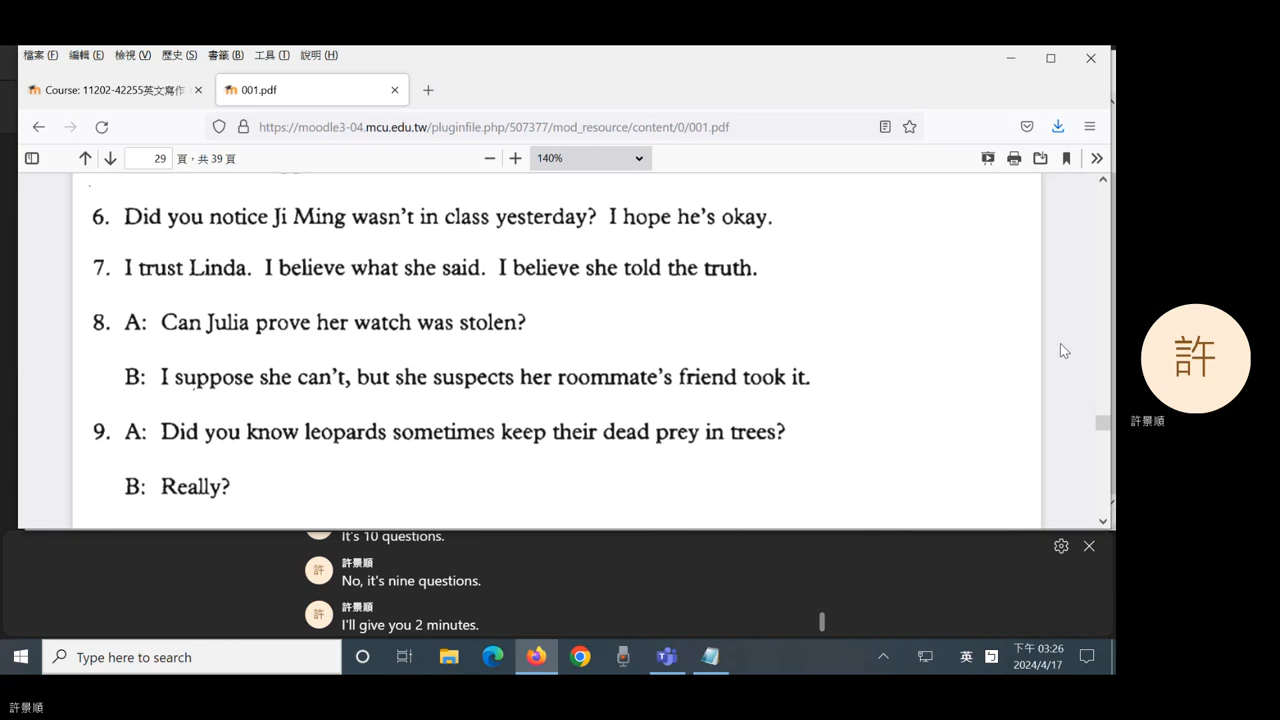 檔案 (F) 編輯 (E) 檢視 (V) 歷史 (S) 書籤 (B) 工具 (T) 說明 (H)
Course: 11202-42255英文寫作
001.pdf
https://moodle3-04.mcu.edu.tw/pluginfile.php/507377/mod_resource/content/0/001.pdf
29 頁，共 39 頁
140%
6. Did you notice Ji Ming wasn't in class yesterday? I hope he's okay.
7. I trust Linda. I believe what she said. I believe she told the truth.
8. A: Can Julia prove her watch was stolen?
B: I suppose she can't, but she suspects her roommate's friend took it.
9. A: Did you know leopards sometimes keep their dead prey in trees?
B: Really?
許
許景順
It's 10 questions.
許 許景順
No, it's nine questions.
許 許景順
I'll give you 2 minutes.
Type here to search
英
下午 03:26
2024/4/17
許景順